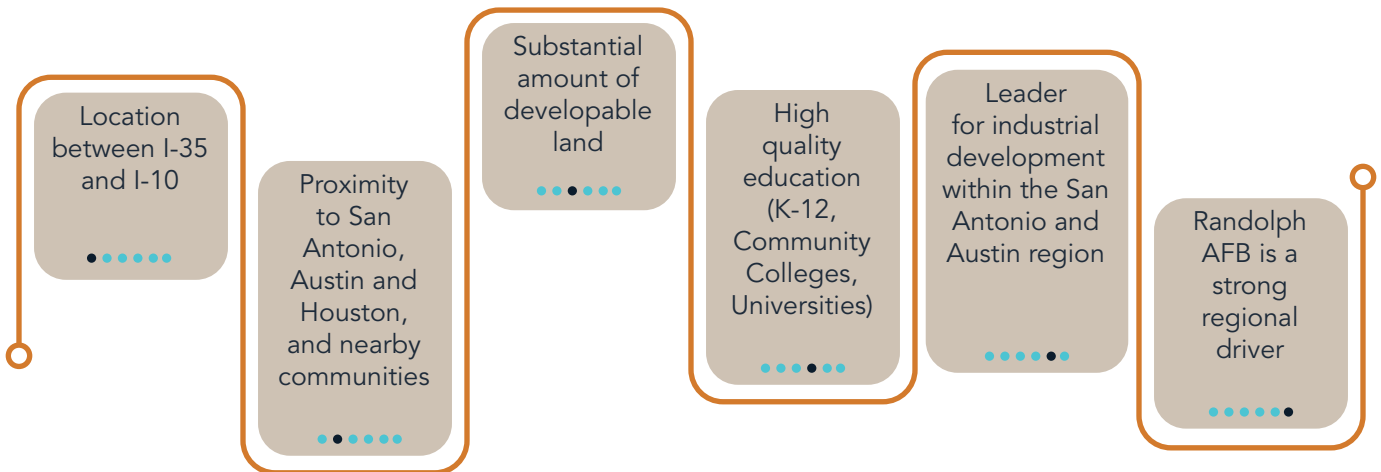 Location
between I-35
and I-10
Proximity
to San
Antonio,
Austin and
Houston,
and nearby
communities
Substantial
amount of
developable
land
High
quality
education
(K-12,
Community
Colleges,
Universities)
Leader
for industrial
development
within the San
Antonio and
Austin region
Randolph
AFB is a
strong
regional
driver